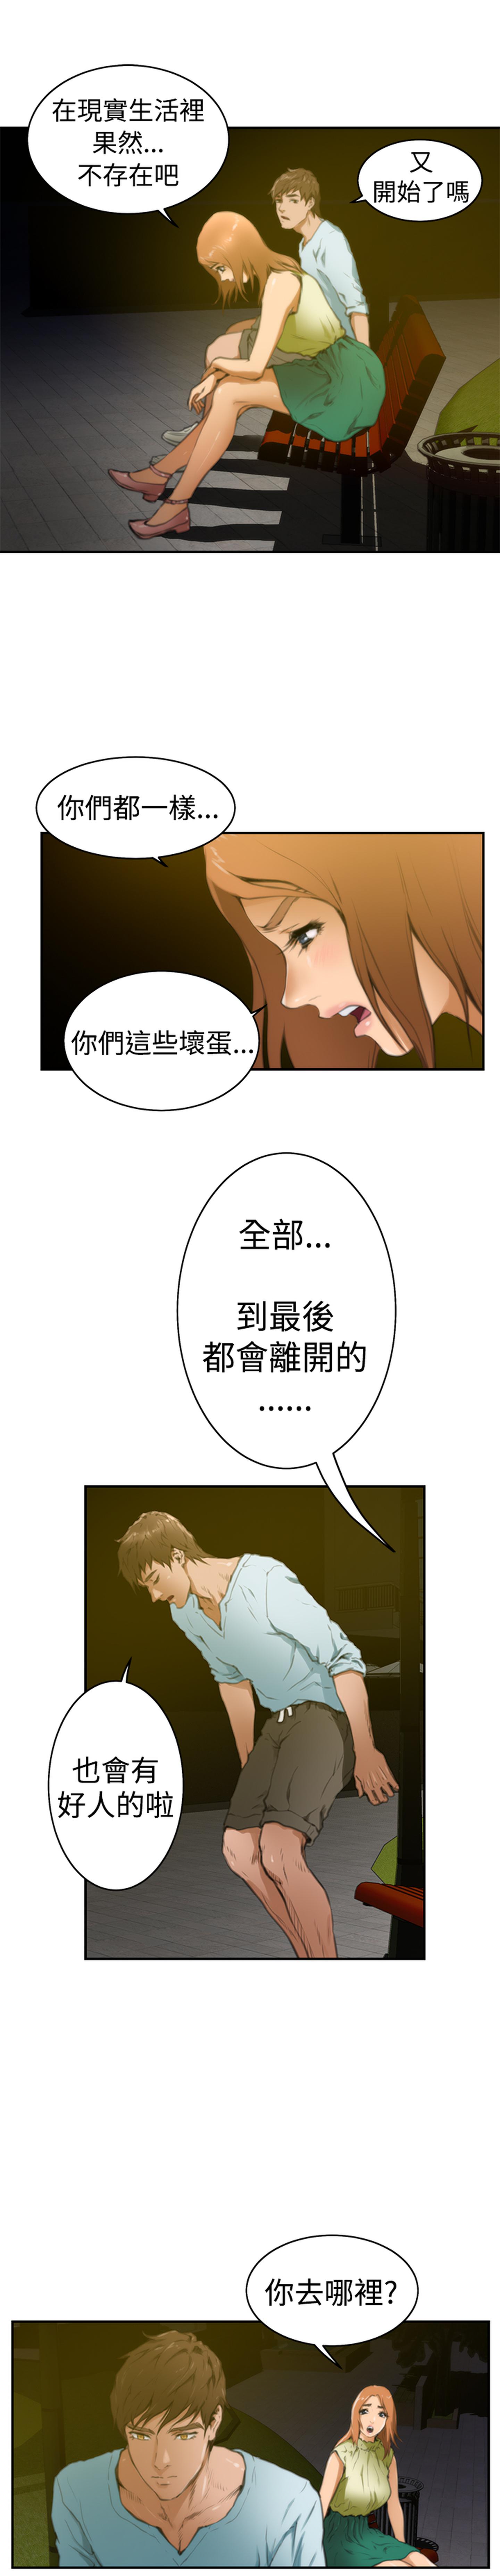 在現實生活裡
果然...
不存在吧
又
開始了嗎
你們都一樣...
你們這些壞蛋...
全部...
到最後
都會離開的
......
也會有
好人的啦
你去哪裡?